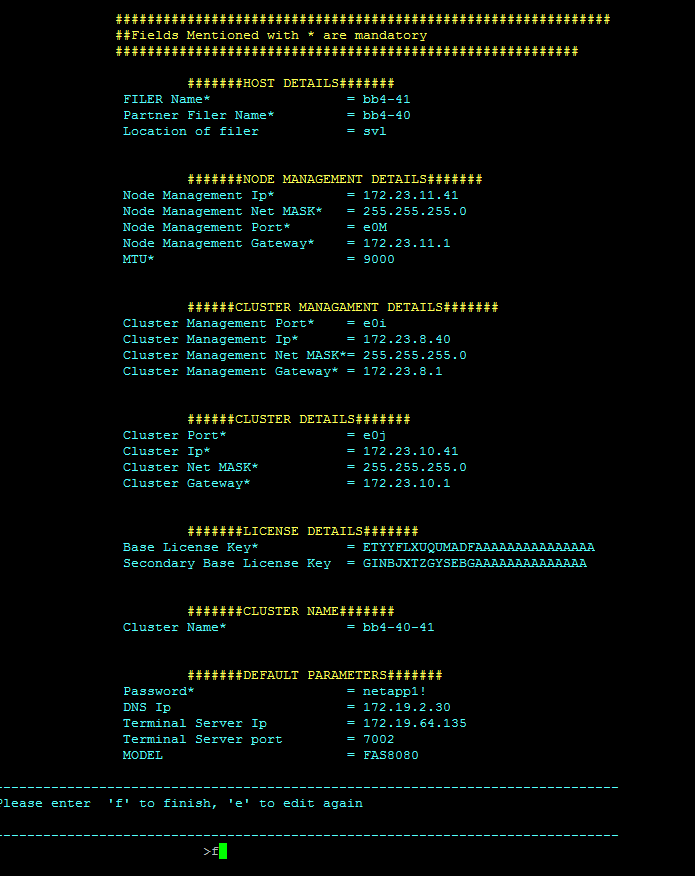 ##############################################################
##Fields Mentioned with * are mandatory
##########################################################
#######HOST DETAILS#######
FILER Name* = bb4-41
Partner Filer Name* = bb4-40
Location of filer = svl
#######NODE MANAGEMENT DETAILS#######
Node Management Ip* = 172.23.11.41
Node Management Net MASK* = 255.255.255.0
Node Management Port* = e0M
Node Management Gateway* = 172.23.11.1
MTU* = 9000
######CLUSTER MANAGAMENT DETAILS#######
Cluster Management Port* = e0i
Cluster Management Ip* = 172.23.8.40
Cluster Management Net MASK*= 255.255.255.0
Cluster Management Gateway* = 172.23.8.1
######CLUSTER DETAILS#######
Cluster Port* = e0j
Cluster Ip* = 172.23.10.41
Cluster Net MASK* = 255.255.255.0
Cluster Gateway* = 172.23.10.1
#######LICENSE DETAILS#######
Base License Key* = ETYYFLXUQUMADFAAAAAAAAAAAAAAA
Secondary Base License Key = GINBJXTZGYSEBGAAAAAAAAAAAAAA
#######CLUSTER NAME#######
Cluster Name* = bb4-40-41
#######DEFAULT PARAMETERS#######
Password* = netapp1!
DNS Ip = 172.19.2.30
Terminal Server Ip = 172.19.64.135
Terminal Server port = 7002
MODEL = FAS8080
------------------------------------------------------------------------------
Please enter 'f' to finish, 'e' to edit again
------------------------------------------------------------------------------
>f